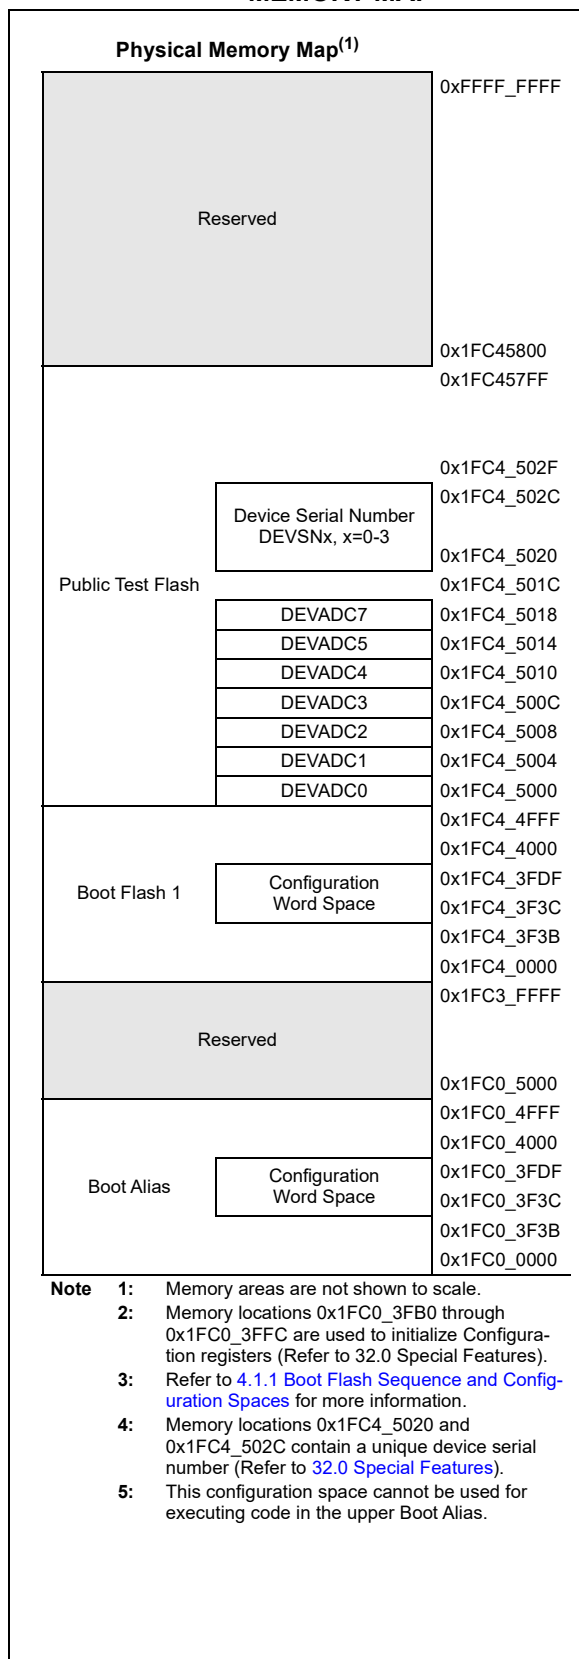 Physical Memory Map(1)
0xFFFF_FFFF
Reserved
0x1FC45800
0x1FC457FF
0x1FC4_502F
0x1FC4_502C
Device Serial Number
DEVSNx, x=0-3
0x1FC4_5020
Public Test Flash
0x1FC4_501C
DEVADC7 0x1FC4_5018
DEVADC5 0x1FC4_5014
DEVADC4 0x1FC4_5010
DEVADC3 0x1FC4_500C
DEVADC2 0x1FC4_5008
DEVADC1 0x1FC4_5004
DEVADC0 0x1FC4_5000
0x1FC4_4FFF
0x1FC4_4000
Boot Flash 1
Configuration
Word Space
0x1FC4_3FDF
0x1FC4_3F3C
0x1FC4_3F3B
0x1FC4_0000
0x1FC3_FFFF
Reserved
0x1FC0_5000
0x1FC0_4FFF
0x1FC0_4000
Boot Alias
Configuration
Word Space
0x1FC0_3FDF
0x1FC0_3F3C
0x1FC0_3F3B
0x1FC0_0000
Note 1: Memory areas are not shown to scale.
2: Memory locations 0x1FC0_3FB0 through
0x1FC0_3FFC are used to initialize Configura-
tion registers (Refer to 32.0 Special Features).
3: Refer to 4.1.1 Boot Flash Sequence and Config-
uration Spaces for more information.
4: Memory locations 0x1FC4_5020 and
0x1FC4_502C contain a unique device serial
number (Refer to 32.0 Special Features).
5: This configuration space cannot be used for
executing code in the upper Boot Alias.